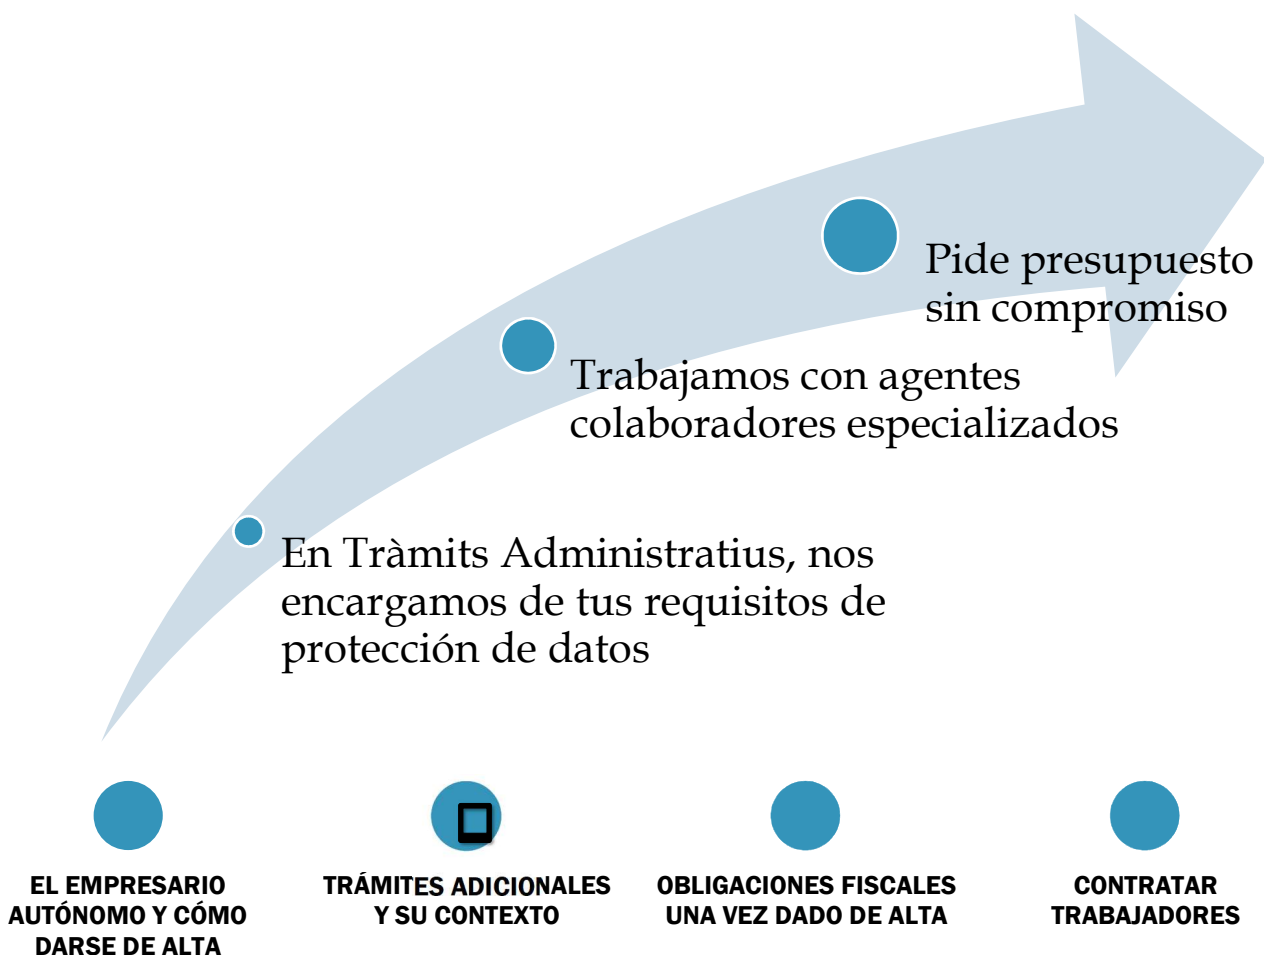 Pide presupuesto
sin compromiso
Trabajamos con agentes
colaboradores especializados
En Tràmits Administratius, nos
encargamos de tus requisitos de
protección de datos
EL EMPRESARIO
AUTÓNOMO Y CÓMO
DARSE DE ALTA
TRÁMITES ADICIONALES
Y SU CONTEXTO
OBLIGACIONES FISCALES
UNA VEZ DADO DE ALTA
CONTRATAR
TRABAJADORES